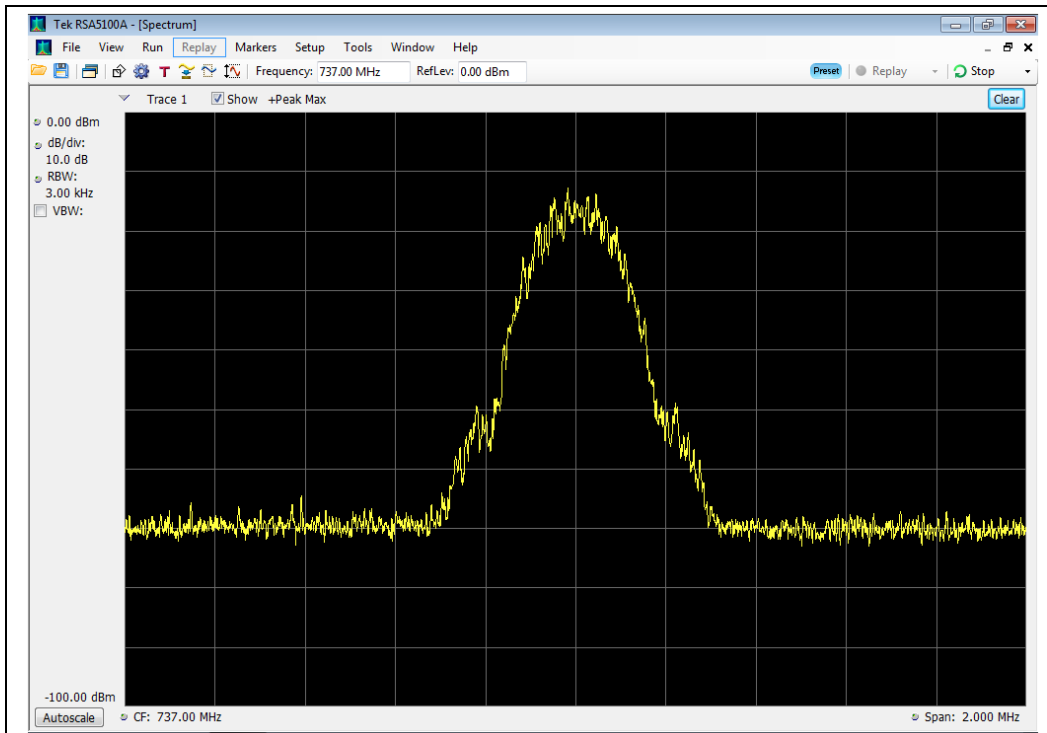 Tek RSA5100A - [Spectrum]
File View Run Replay Markers Setup Tools Window Help
Frequency: 737.00 MHz RefLev: 0.00 dBm Preset Replay Stop
Trace 1 Show +Peak Max Clear
0.00 dBm
dB/div:
10.0 dB
RBW:
3.00 kHz
VBW:
-100.00 dBm
Autoscale CF: 737.00 MHz Span: 2.000 MHz